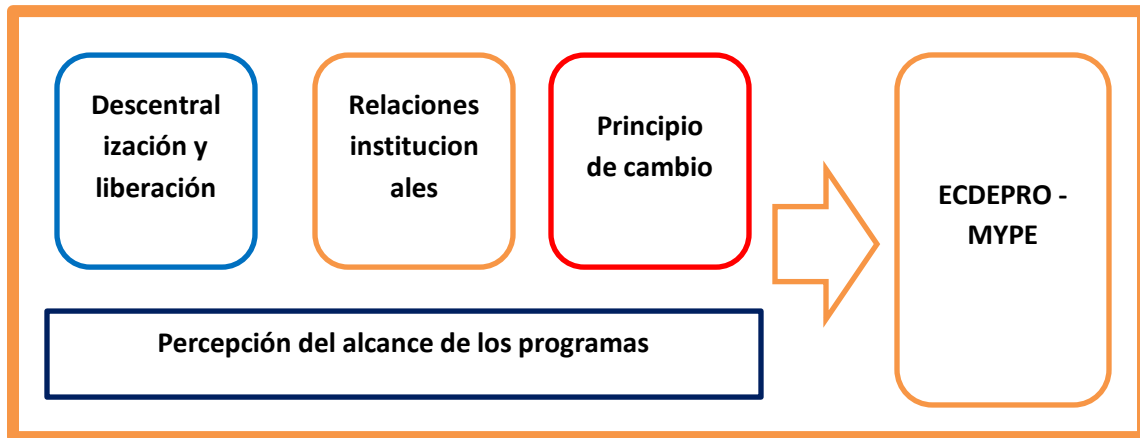 Descentral
ización y
liberación
Relaciones
institucion
ales
Principio
de cambio
ECDEPRO -
MYPE
Percepción del alcance de los programas